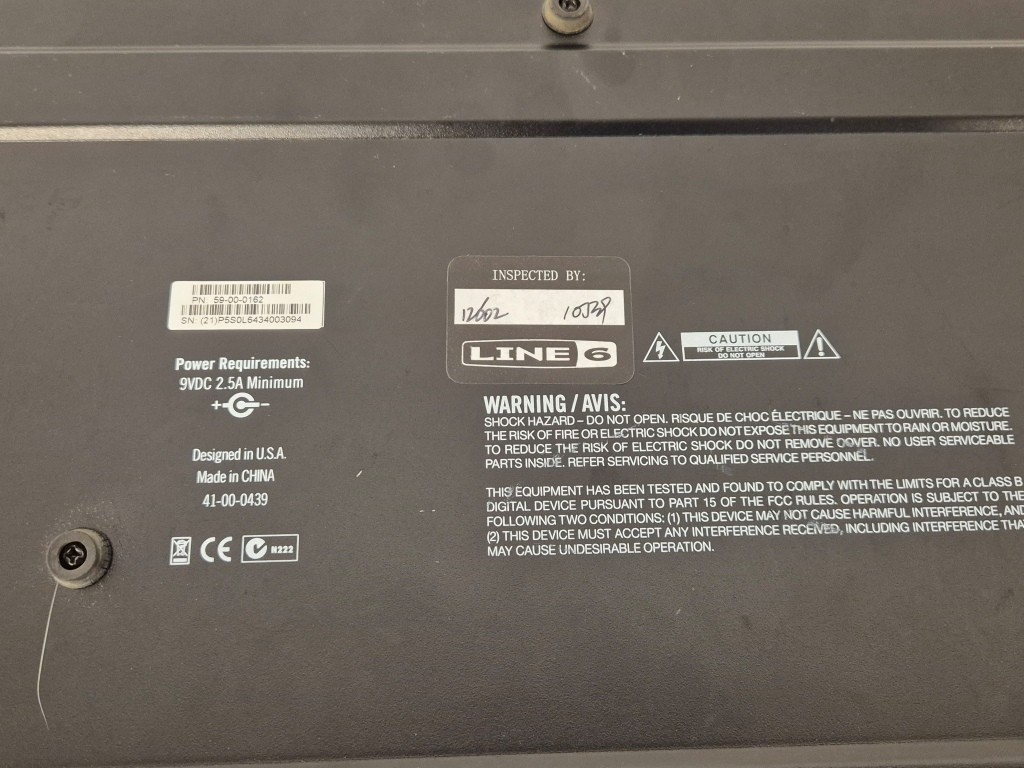 PN: 59-00-0162
SN: (21)P5S0L6434003094
Power Requirements:
9VDC 2.5A Minimum
Designed in U.S.A.
Made in CHINA
41-00-0439
CE N222
INSPECTED BY:
12602
LINE 6
CAUTION
RISK OF ELECTRIC SHOCK
DO NOT OPEN
WARNING / AVIS:
SHOCK HAZARD – DO NOT OPEN. RISQUE DE CHOC ÉLECTRIQUE – NE PAS OUVRIR. TO REDUCE
THE RISK OF FIRE OR ELECTRIC SHOCK DO NOT EXPOSE THIS EQUIPMENT TO RAIN OR MOISTURE.
TO REDUCE THE RISK OF ELECTRIC SHOCK DO NOT REMOVE COVER. NO USER SERVICEABLE
PARTS INSIDE. REFER SERVICING TO QUALIFIED SERVICE PERSONNEL.
THIS EQUIPMENT HAS BEEN TESTED AND FOUND TO COMPLY WITH THE LIMITS FOR A CLASS B
DIGITAL DEVICE PURSUANT TO PART 15 OF THE FCC RULES. OPERATION IS SUBJECT TO THE
FOLLOWING TWO CONDITIONS: (1) THIS DEVICE MAY NOT CAUSE HARMFUL INTERFERENCE, AND
(2) THIS DEVICE MUST ACCEPT ANY INTERFERENCE RECEIVED, INCLUDING INTERFERENCE THA
MAY CAUSE UNDESIRABLE OPERATION.